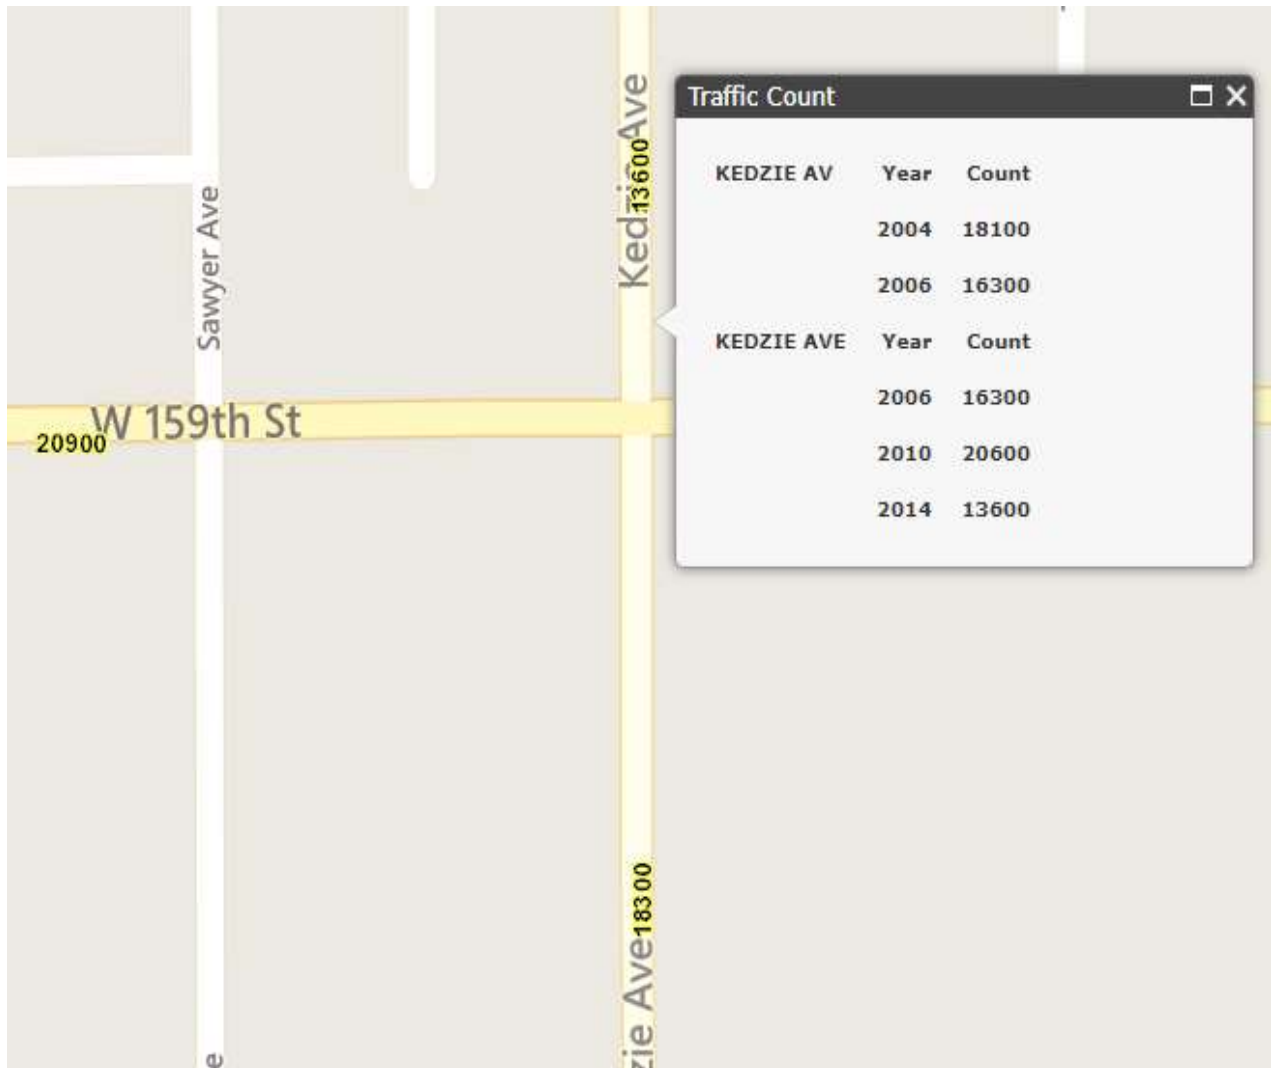 Traffic Count
KEDZIE AV Year Count
2004 18100
2006 16300
KEDZIE AVE Year Count
2006 16300
2010 20600
2014 13600
Kedzie Ave
13600
Sawyer Ave
W 159th St
20900
18300
zie Ave
e